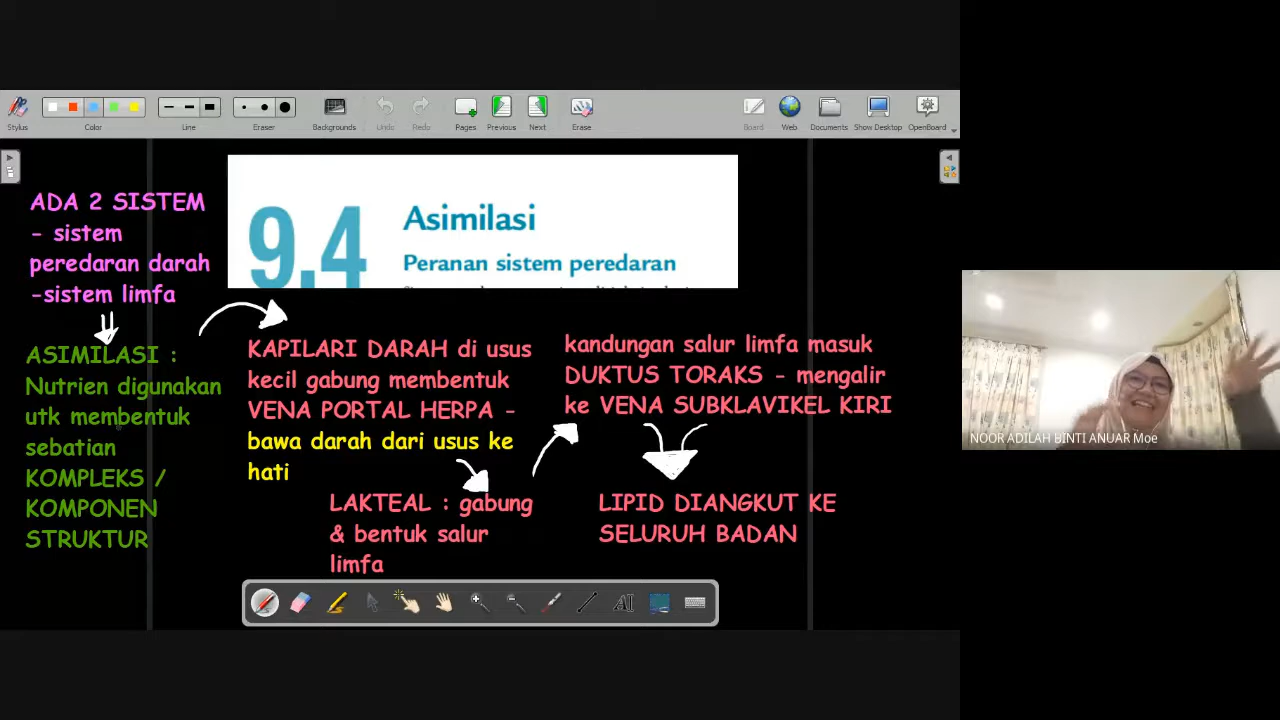 Stylus
Color
Line
Eraser
Backgrounds
Undo
Redo
Pages
Previous
Next
Erase
Board
Web
Documents
Show Desktop
OpenBoard
9.4
Asimilasi
Peranan sistem peredaran
ADA 2 SISTEM
- sistem
peredaran darah
-sistem limfa
ASIMILASI :
Nutrien digunakan
utk membentuk
sebatian
KOMPLEKS /
KOMPONEN
STRUKTUR
KAPILARI DARAH di usus
kecil gabung membentuk
VENA PORTAL HERPA -
bawa darah dari usus ke
hati
LAKTEAL : gabung
& bentuk salur
limfa
kandungan salur limfa masuk
DUKTUS TORAKS - mengalir
ke VENA SUBKLAVIKEL KIRI
LIPID DIANGKUT KE
SELURUH BADAN
AI
NOOR ADILAH BINTI ANUAR Moe